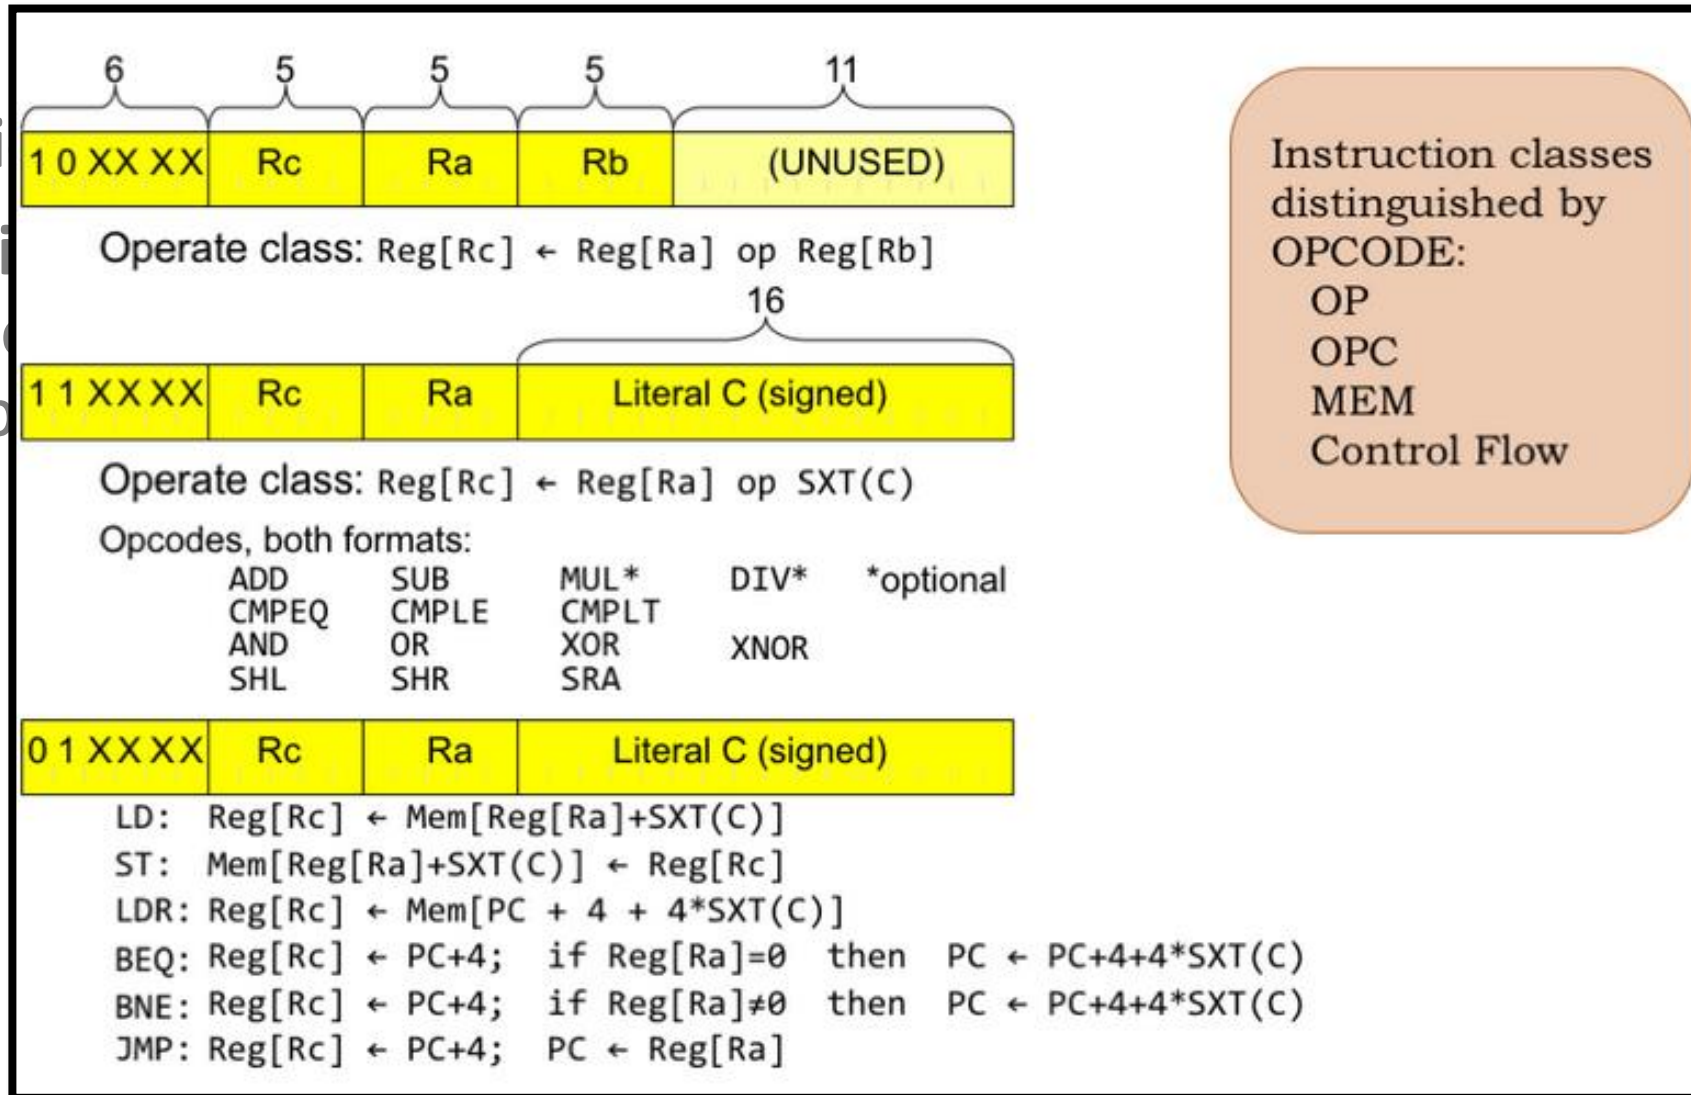 6 5 5 5 11
1 0 XX XX Rc Ra Rb (UNUSED)
Operate class: Reg[Rc] ← Reg[Ra] op Reg[Rb]
16
1 1 XX XX Rc Ra Literal C (signed)
Operate class: Reg[Rc] ← Reg[Ra] op SXT(C)
Opcodes, both formats:
ADD SUB MUL* DIV* *optional
CMPEQ CMPLE CMPLT
AND OR XOR XNOR
SHL SHR SRA
0 1 XX XX Rc Ra Literal C (signed)
LD: Reg[Rc] ← Mem[Reg[Ra]+SXT(C)]
ST: Mem[Reg[Ra]+SXT(C)] ← Reg[Rc]
LDR: Reg[Rc] ← Mem[PC + 4 + 4*SXT(C)]
BEQ: Reg[Rc] ← PC+4; if Reg[Ra]=0 then PC ← PC+4+4*SXT(C)
BNE: Reg[Rc] ← PC+4; if Reg[Ra]≠0 then PC ← PC+4+4*SXT(C)
JMP: Reg[Rc] ← PC+4; PC ← Reg[Ra]
Instruction classes
distinguished by
OPCODE:
OP
OPC
MEM
Control Flow